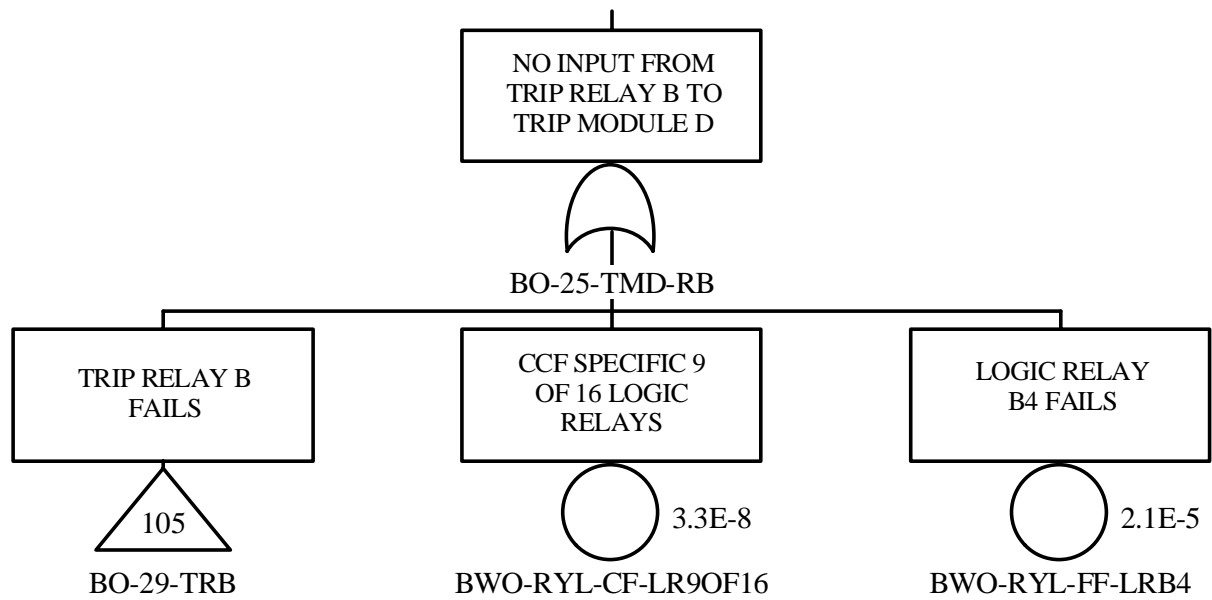 NO INPUT FROM
TRIP RELAY B TO
TRIP MODULE D
BO-25-TMD-RB
TRIP RELAY B
FAILS
105
BO-29-TRB
CCF SPECIFIC 9
OF 16 LOGIC
RELAYS
3.3E-8
BWO-RYL-CF-LR9OF16
LOGIC RELAY
B4 FAILS
2.1E-5
BWO-RYL-FF-LRB4